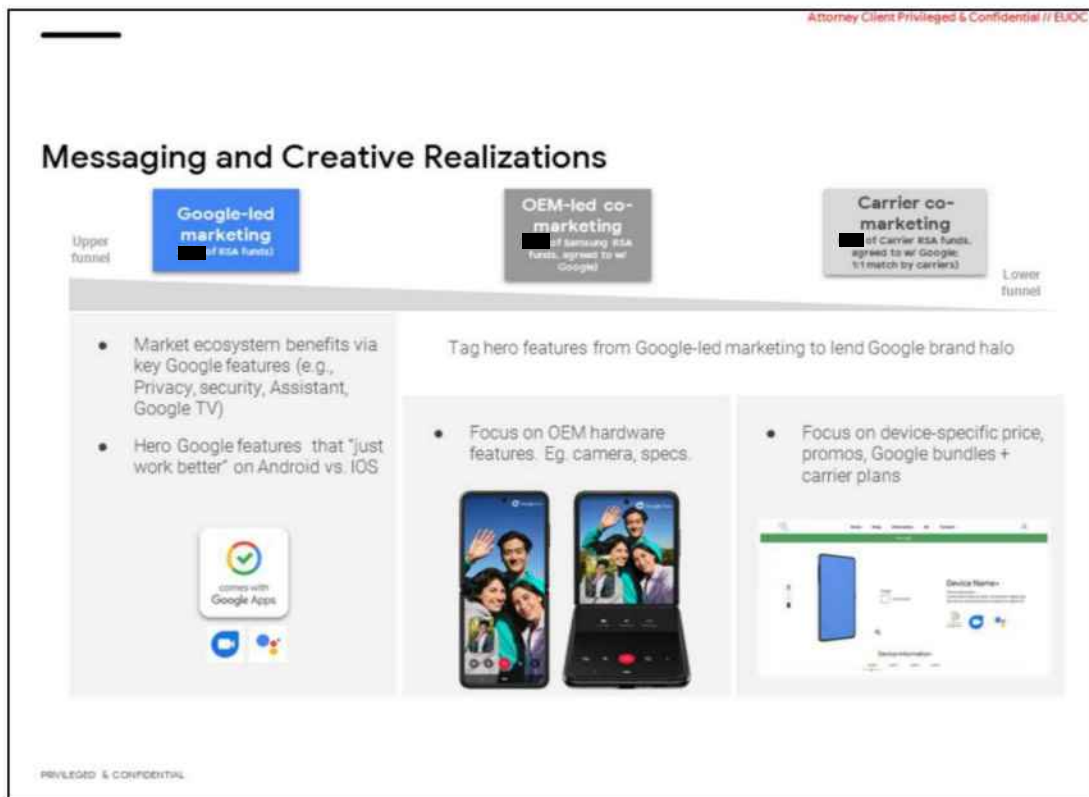 Attorney Client Privileged & Confidential // EUOC
Messaging and Creative Realizations
Upper
funnel
Google-led
marketing
of RSA funds)
OEM-led co-
marketing
of Samsung RSA
funds, agreed to w/
Google)
Carrier co-
marketing
of Carrier RSA funds,
agreed to w/ Google;
1:1 match by carriers)
Lower
funnel
● Market ecosystem benefits via
key Google features (e.g.,
Privacy, security, Assistant,
Google TV)
● Hero Google features that "just
work better" on Android vs. IOS
comes with
Google Apps
Tag hero features from Google-led marketing to lend Google brand halo
● Focus on OEM hardware
features. Eg. camera, specs.
● Focus on device-specific price,
promos, Google bundles +
carrier plans
Device Name+
Device Information
PRIVILEGED & CONFIDENTIAL